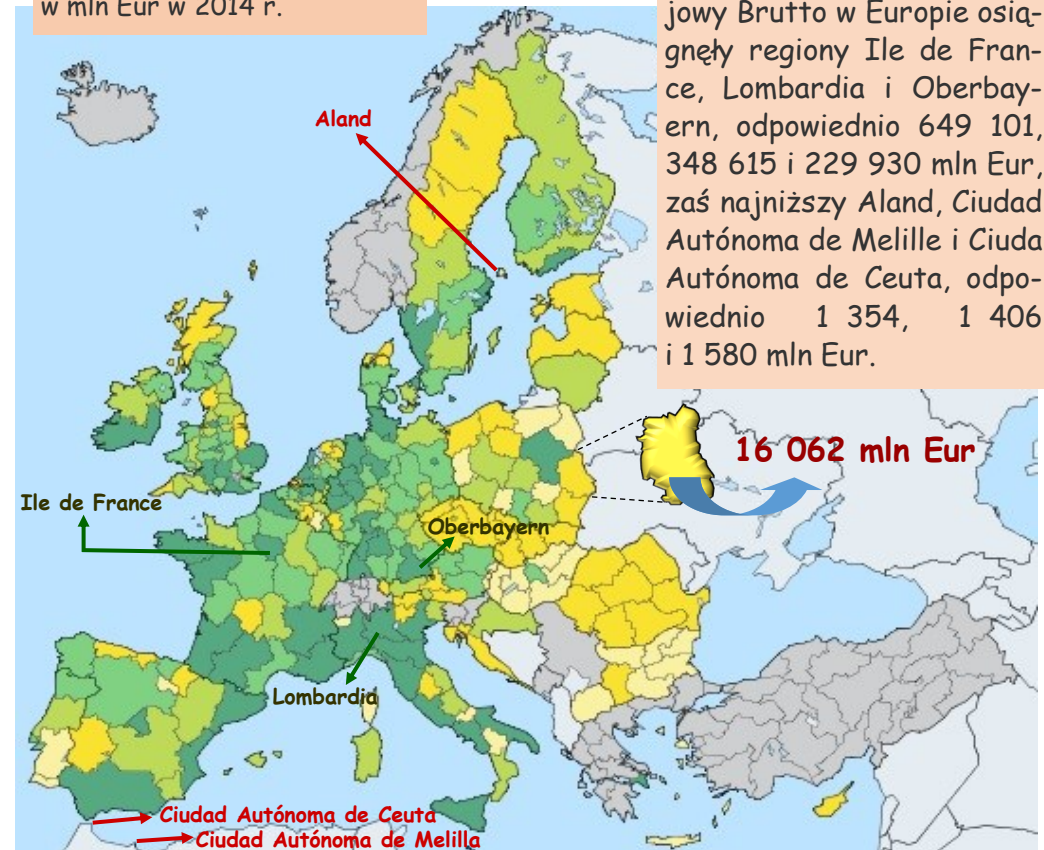 w mln Eur w 2014 r.
jowy Brutto w Europie osią-
gnęły regiony Ile de Fran-
ce, Lombardia i Oberbay-
ern, odpowiednio 649 101,
348 615 i 229 930 mln Eur,
zaś najniższy Aland, Ciudad
Autónoma de Melille i Ciuda
Autónoma de Ceuta, odpo-
wiednio 1 354, 1 406
i 1 580 mln Eur.
Aland
16 062 mln Eur
Ile de France
Oberbayern
Lombardia
Ciudad Autónoma de Ceuta
Ciudad Autónoma de Melilla